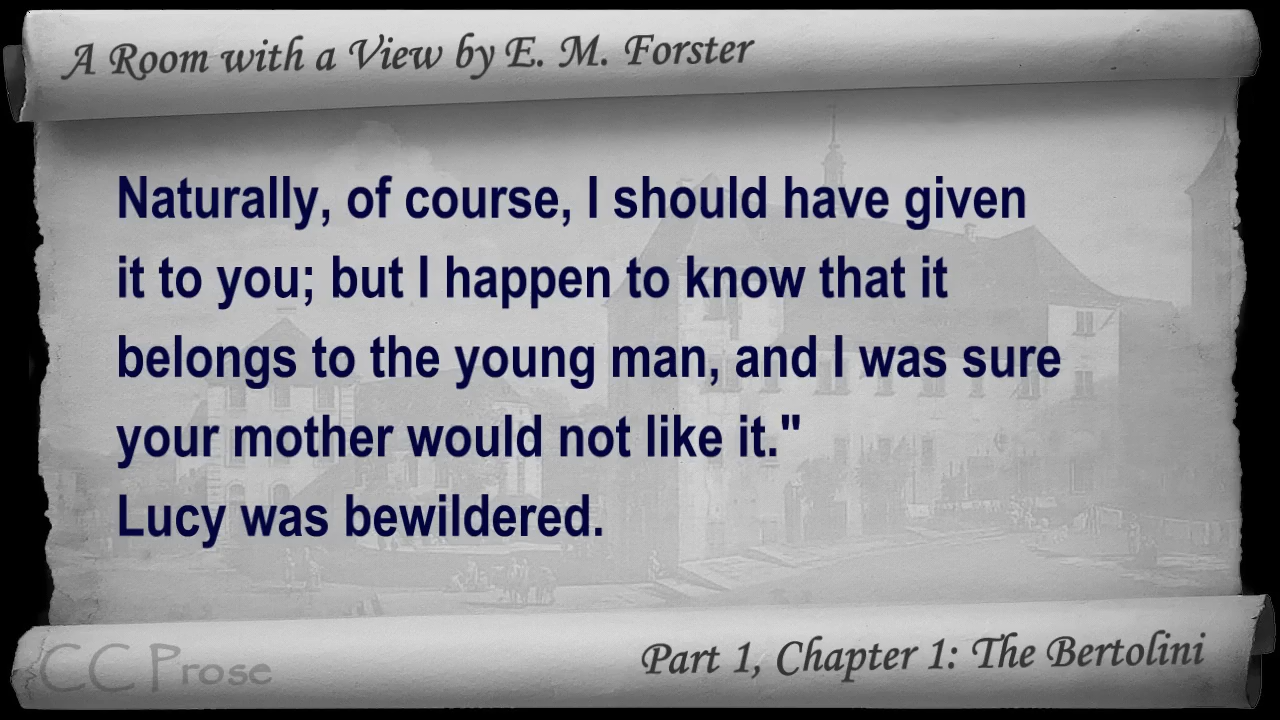 A Room with a View by E. M. Forster
Naturally, of course, I should have given
it to you; but I happen to know that it
belongs to the young man, and I was sure
your mother would not like it."
Lucy was bewildered.
CC Prose
Part 1, Chapter 1: The Bertolini